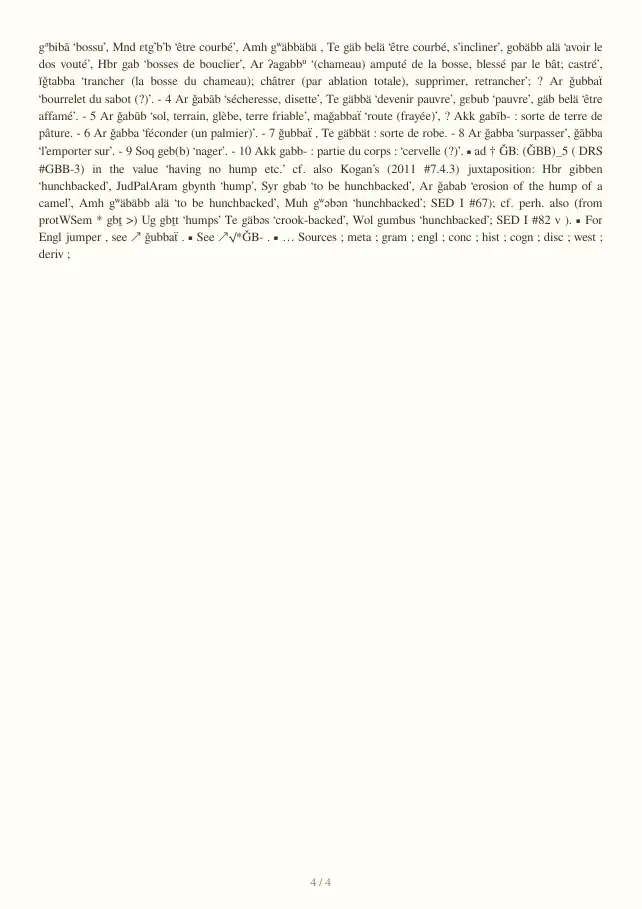 gᵊbibā ‘bossu’, Mnd ɛtg’b’b ‘être courbé’, Amh gʷäbbäbä , Te gäb belä ‘être courbé, s’incliner’, gobäbb alä ‘avoir le
dos vouté’, Hbr gab ‘bosses de bouclier’, Ar ʔagabbᵘ ‘(chameau) amputé de la bosse, blessé par le bât; castré’,
ïǧtabba ‘trancher (la bosse du chameau); châtrer (par ablation totale), supprimer, retrancher’; ? Ar ǧubbaẗ
‘bourrelet du sabot (?)’. - 4 Ar ǧabāb ‘sécheresse, disette’, Te gäbbä ‘devenir pauvre’, gɐbub ‘pauvre’, gäb belä ‘être
affamé’. - 5 Ar ǧabūb ‘sol, terrain, glèbe, terre friable’, maǧabbaẗ ‘route (frayée)’, ? Akk gabīb- : sorte de terre de
pâture. - 6 Ar ǧabba ‘féconder (un palmier)’. - 7 ǧubbaẗ , Te gäbbät : sorte de robe. - 8 Ar ǧabba ‘surpasser’, ǧābba
‘l’emporter sur’. - 9 Soq geb(b) ‘nager’. - 10 Akk gabb- : partie du corps : ‘cervelle (?)’. ▪ ad † ǦB: (ǦBB)_5 ( DRS
#GBB-3) in the value ‘having no hump etc.’ cf. also Kogan’s (2011 #7.4.3) juxtaposition: Hbr gibben
‘hunchbacked’, JudPalAram gbynth ‘hump’, Syr gbab ‘to be hunchbacked’, Ar ǧabab ‘erosion of the hump of a
camel’, Amh gʷäbäbb alä ‘to be hunchbacked’, Muh gʷəbən ‘hunchbacked’; SED I #67); cf. perh. also (from
protWSem * gbṯ >) Ug gbṯt ‘humps’ Te gäbəs ‘crook-backed’, Wol gumbus ‘hunchbacked’; SED I #82 v ). ▪ For
Engl jumper , see ↗ ǧubbaẗ . ▪ See ↗√*ǦB- . ▪ … Sources ; meta ; gram ; engl ; conc ; hist ; cogn ; disc ; west ;
deriv ;
4 / 4